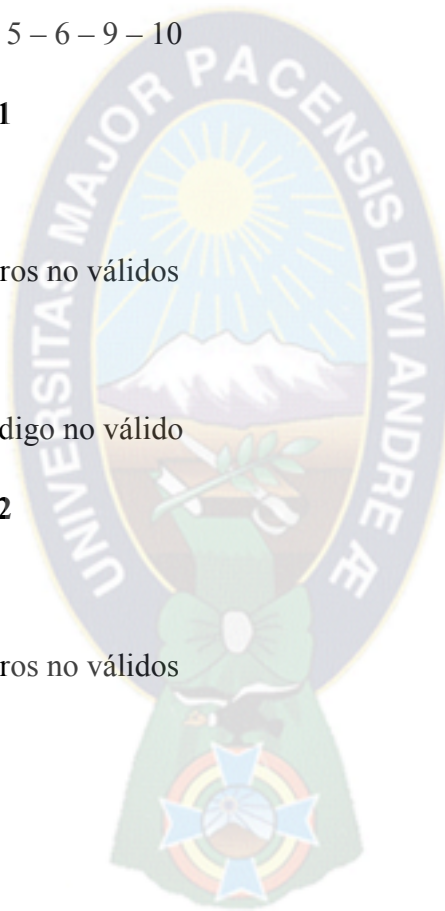 5 – 6 – 9 – 10
1
ros no válidos
digo no válido
2
ros no válidos
UNIVERSITAS MAJOR PACENSIS DIVI ANDRE Æ